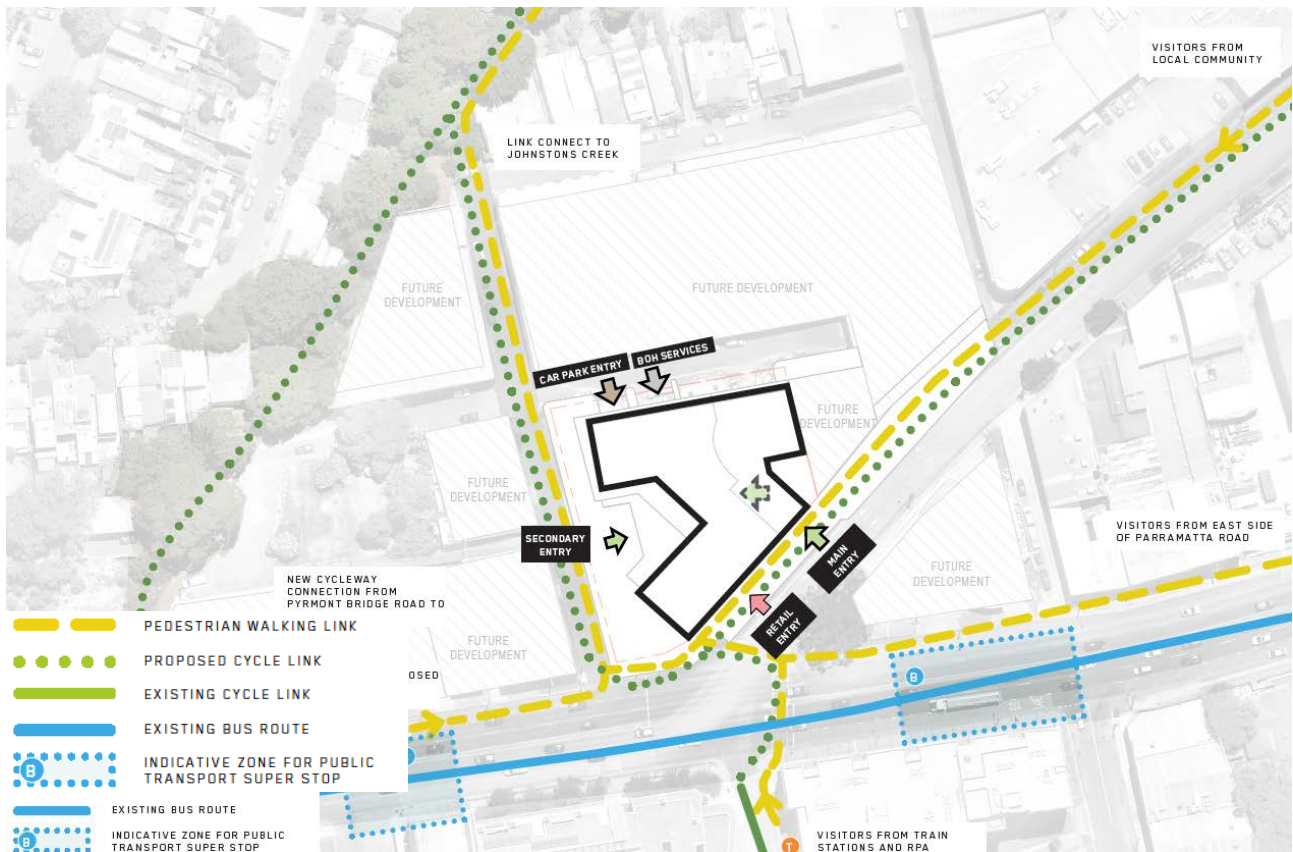 VISITORS FROM
LOCAL COMMUNITY
LINK CONNECT TO
JOHNSTONS CREEK
FUTURE
DEVELOPMENT
FUTURE DEVELOPMENT
CAR PARK ENTRY
BOH SERVICES
FUTURE
DEVELOPMENT
FUTURE
DEVELOPMENT
SECONDARY
ENTRY
MAIN
ENTRY
RETAIL
ENTRY
VISITORS FROM EAST SIDE
OF PARRAMATTA ROAD
FUTURE
DEVELOPMENT
NEW CYCLEWAY
CONNECTION FROM
PYRMONT BRIDGE ROAD TO
FUTURE
DEVELOPMENT
OSED
B
PEDESTRIAN WALKING LINK
PROPOSED CYCLE LINK
EXISTING CYCLE LINK
EXISTING BUS ROUTE
B
INDICATIVE ZONE FOR PUBLIC
TRANSPORT SUPER STOP
EXISTING BUS ROUTE
B
INDICATIVE ZONE FOR PUBLIC
TRANSPORT SUPER STOP
T
VISITORS FROM TRAIN
STATIONS AND RPA